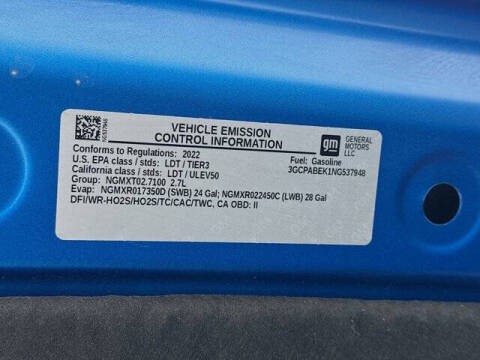 VEHICLE EMISSION
CONTROL INFORMATION
Conforms to Regulations: 2022
U.S. EPA class / stds: LDT / TIER3
California class / stds: LDT / ULEV50
Group: NGMXT02.7100 2.7L
Evap: NGMXR017350D (SWB) 24 Gal; NGMXR022450C (LWB) 28 Gal
DFI/WR-HO2S/HO2S/TC/CAC/TWC, CA OBD: II
gm
GENERAL
MOTORS
LLC
Fuel: Gasoline
3GCPABEK1NG537948
NG537948